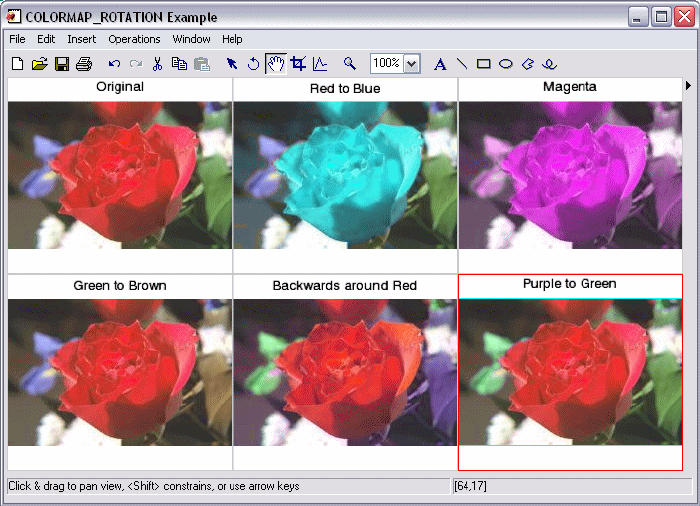 COLORMAP_ROTATION Example
File Edit Insert Operations Window Help
100% A
Original Red to Blue Magenta
Green to Brown Backwards around Red Purple to Green
Click & drag to pan view, <Shift> constrains, or use arrow keys [64,17]